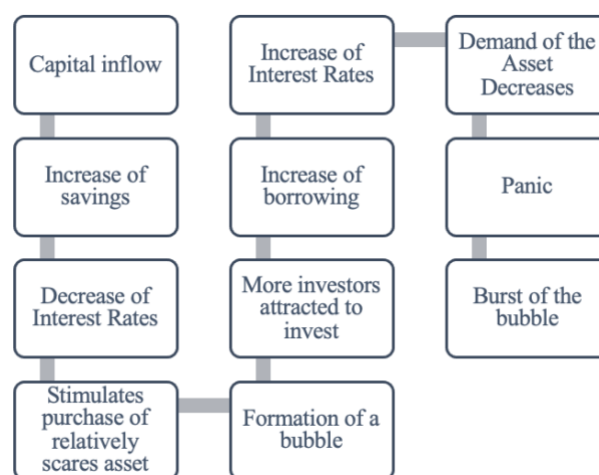 Capital inflow
Increase of
savings
Decrease of
Interest Rates
Stimulates
purchase of
relatively
scares asset
Formation of a
bubble
More investors
attracted to
invest
Increase of
borrowing
Increase of
Interest Rates
Demand of the
Asset
Decreases
Panic
Burst of the
bubble